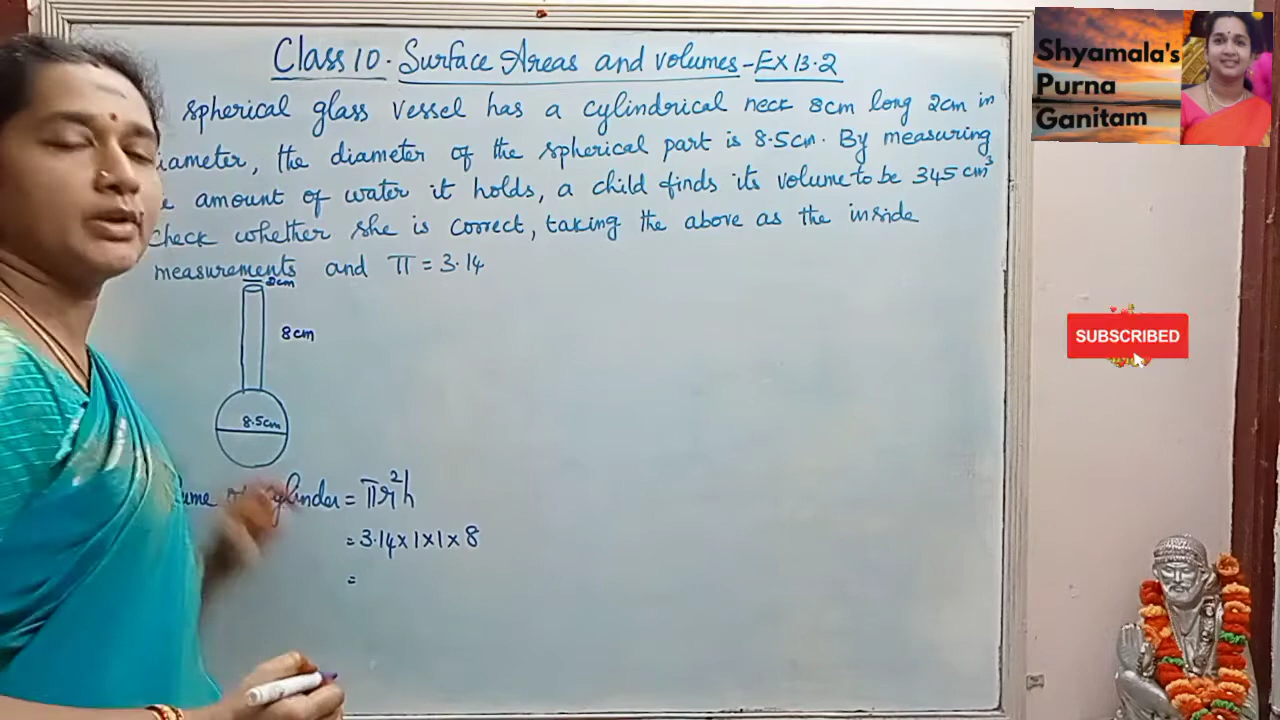 Class 10. Surface Areas and volumes - EX 13.2
spherical glass vessel has a cylindrical neck 8cm long 2cm in
iameter, the diameter of the spherical part is 8.5cm. By measuring
e amount of water it holds, a child finds its volume to be 345 cm³
check whether she is correct, taking the above as the inside
measurements and π = 3.14
2cm
8cm
8.5cm
ume of cylinder = πr²h
= 3.14 x 1 x 1 x 8
=
Shyamala's
Purna
Ganitam
SUBSCRIBED